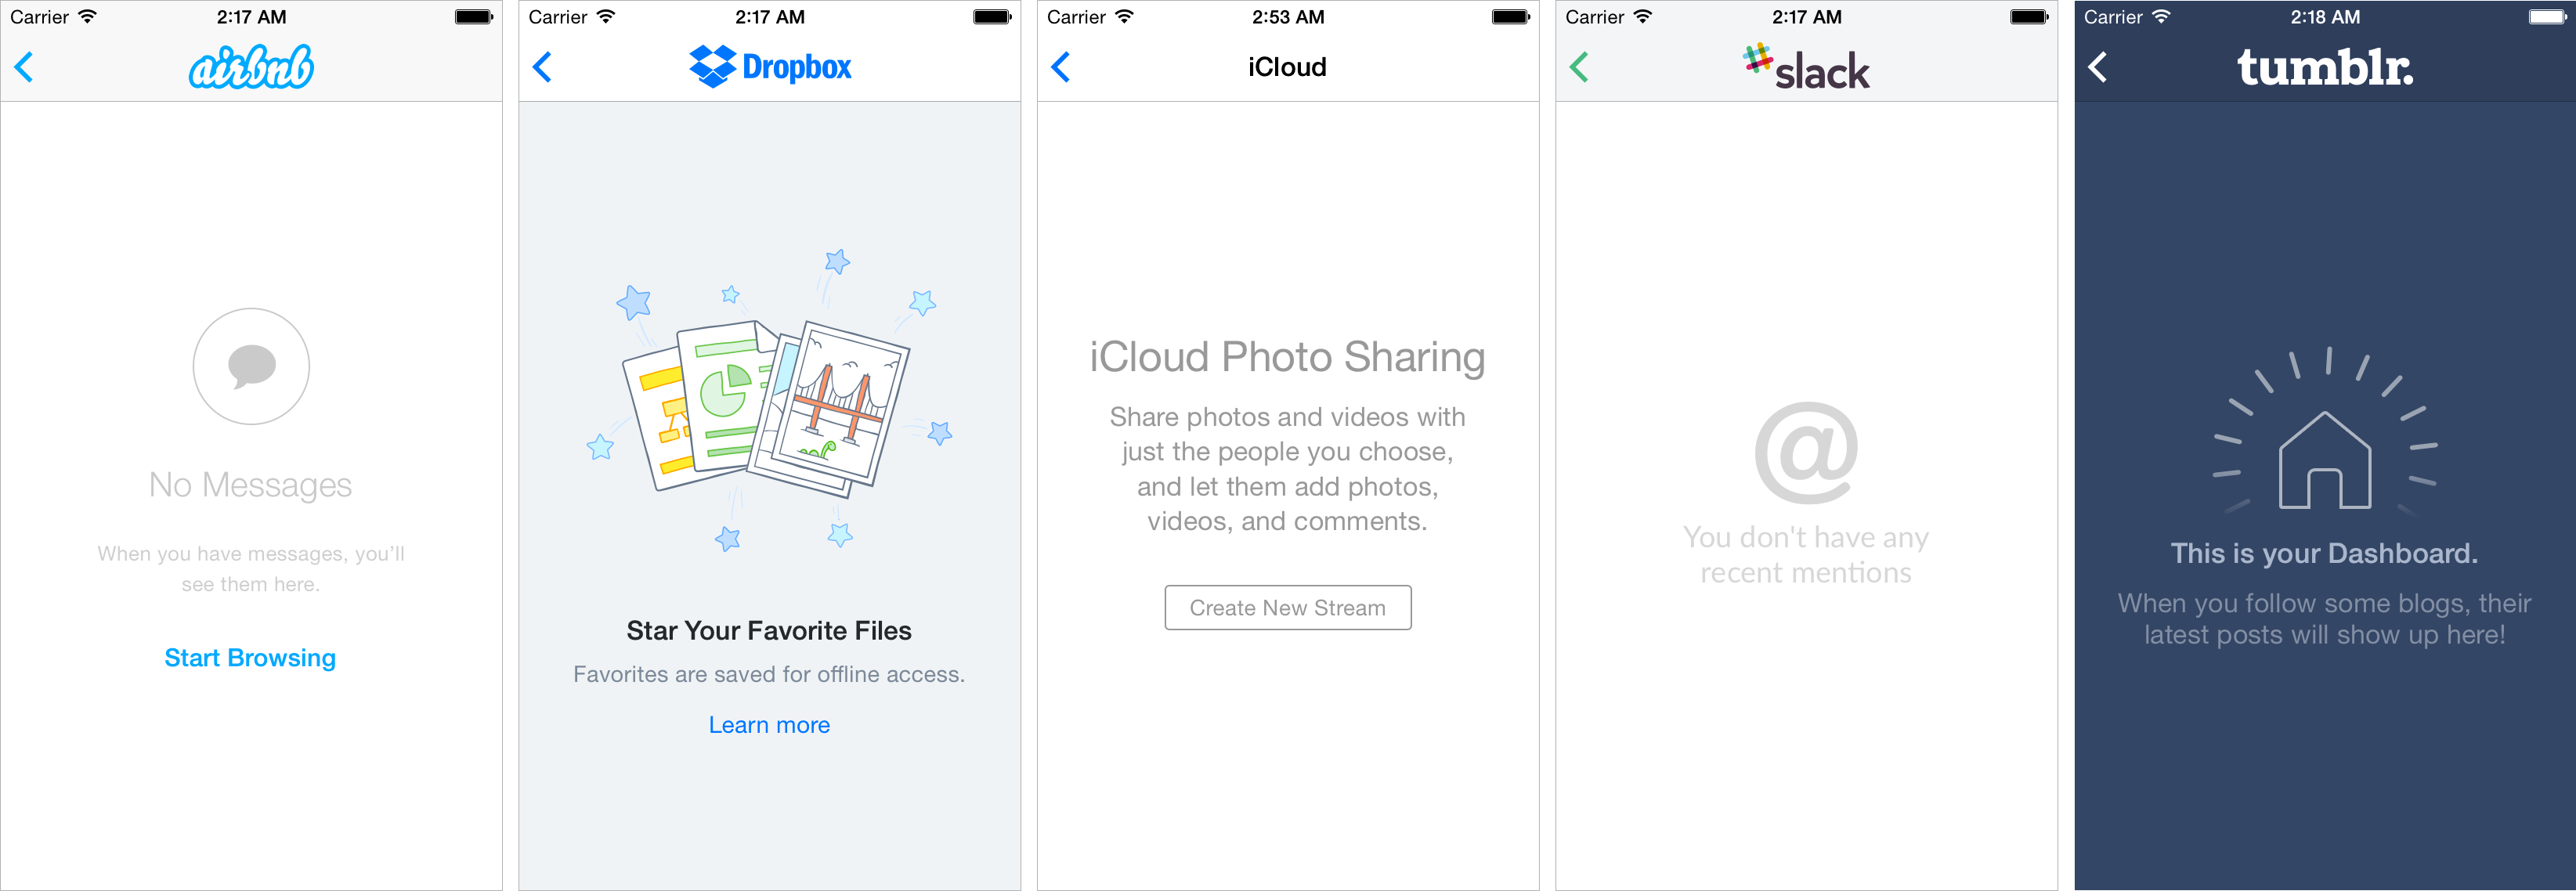 Carrier 2:17 AM
airbnb
No Messages
When you have messages, you’ll
see them here.
Start Browsing
Carrier 2:17 AM
Dropbox
Star Your Favorite Files
Favorites are saved for offline access.
Learn more
Carrier 2:53 AM
iCloud
iCloud Photo Sharing
Share photos and videos with
just the people you choose,
and let them add photos,
videos, and comments.
Create New Stream
Carrier 2:17 AM
slack
@
You don't have any
recent mentions
Carrier 2:18 AM
tumblr.
This is your Dashboard.
When you follow some blogs, their
latest posts will show up here!